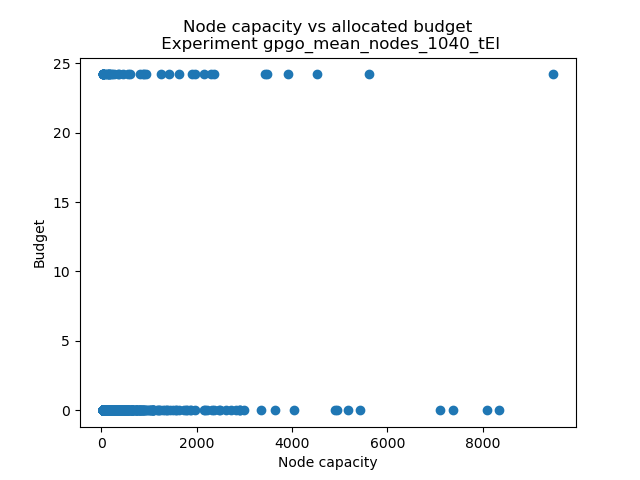 Node capacity vs allocated budget
Experiment gpgo_mean_nodes_1040_tEI
25
20
15
10
5
0
Budget
0 2000 4000 6000 8000
Node capacity